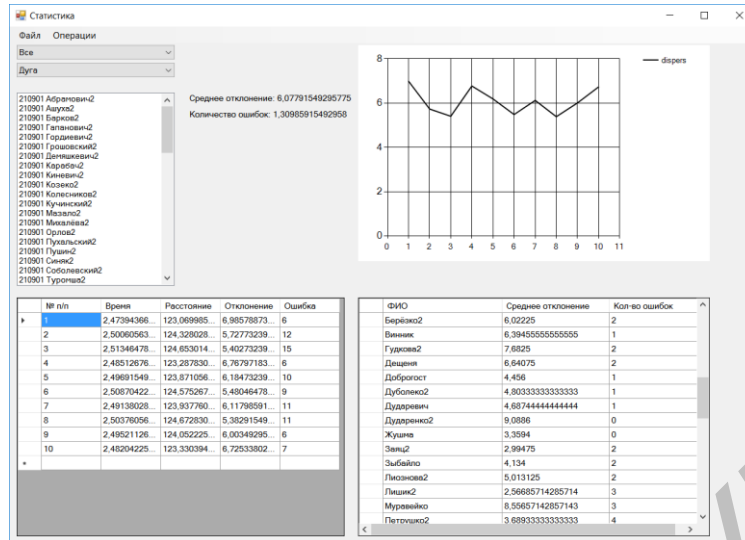 Статистика
Файл Операции
Все
Дуга
210901 Абрамович2
210901 Ашуха2
210901 Барков2
210901 Гапанович2
210901 Гордиевич2
210901 Грошовский2
210901 Демяшкевич2
210901 Карабач2
210901 Киневич2
210901 Козеко2
210901 Колесников2
210901 Кучинский2
210901 Мазало2
210901 Михалёва2
210901 Орлов2
210901 Пухальский2
210901 Пушин2
210901 Синяк2
210901 Соболевский2
210901 Туромша2
Среднее отклонение: 6,07791549295775
Количество ошибок: 1,30985915492958
8
6
4
2
0
0 1 2 3 4 5 6 7 8 9 10 11
dispers
№ п/п Время Расстояние Отклонение Ошибка
1 2,47394366... 123,069985... 6,98578873... 6
2 2,50060563... 124,328028... 5,72773239... 12
3 2,51346478... 124,653014... 5,40273239... 15
4 2,48512676... 123,287830... 6,76797183... 6
5 2,49691549... 123,871056... 6,18473239... 10
6 2,50870422... 124,575267... 5,48046478... 9
7 2,49138028... 123,937760... 6,11798591... 11
8 2,50376056... 124,672830... 5,38291549... 11
9 2,49521126... 124,052225... 6,00349295... 6
10 2,48204225... 123,330394... 6,72533802... 7
ФИО Среднее отклонение Кол-во ошибок
Берёзко2 6,02225 2
Винник 6,39455555555555 1
Гудкова2 7,6825 2
Дещеня 6,64075 2
Доброгост 4,456 1
Дуболеко2 4,80333333333333 1
Дударевич 4,68744444444444 1
Дударенко2 9,0886 0
Жушма 3,3594 0
Заяц2 2,99475 2
Зыбайло 4,134 2
Лиознова2 5,013125 2
Лишик2 2,56685714285714 3
Муравейко 8,55657142857143 3
Петрушко2 3,68933333333333 4